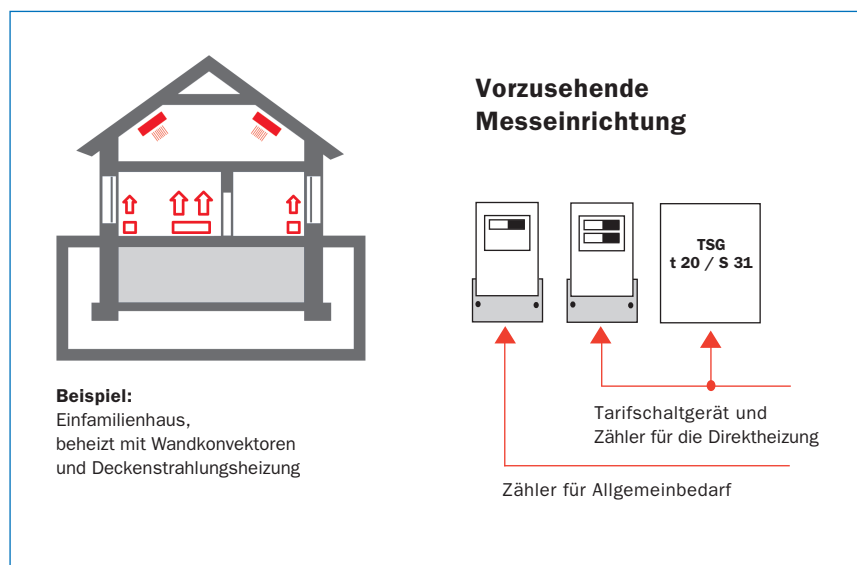 Vorzusehende
Messeinrichtung
TSG
t 20 / S 31
Beispiel:
Einfamilienhaus,
beheizt mit Wandkonvektoren
und Deckenstrahlungsheizung
Tarifschaltgerät und
Zähler für die Direktheizung
Zähler für Allgemeinbedarf